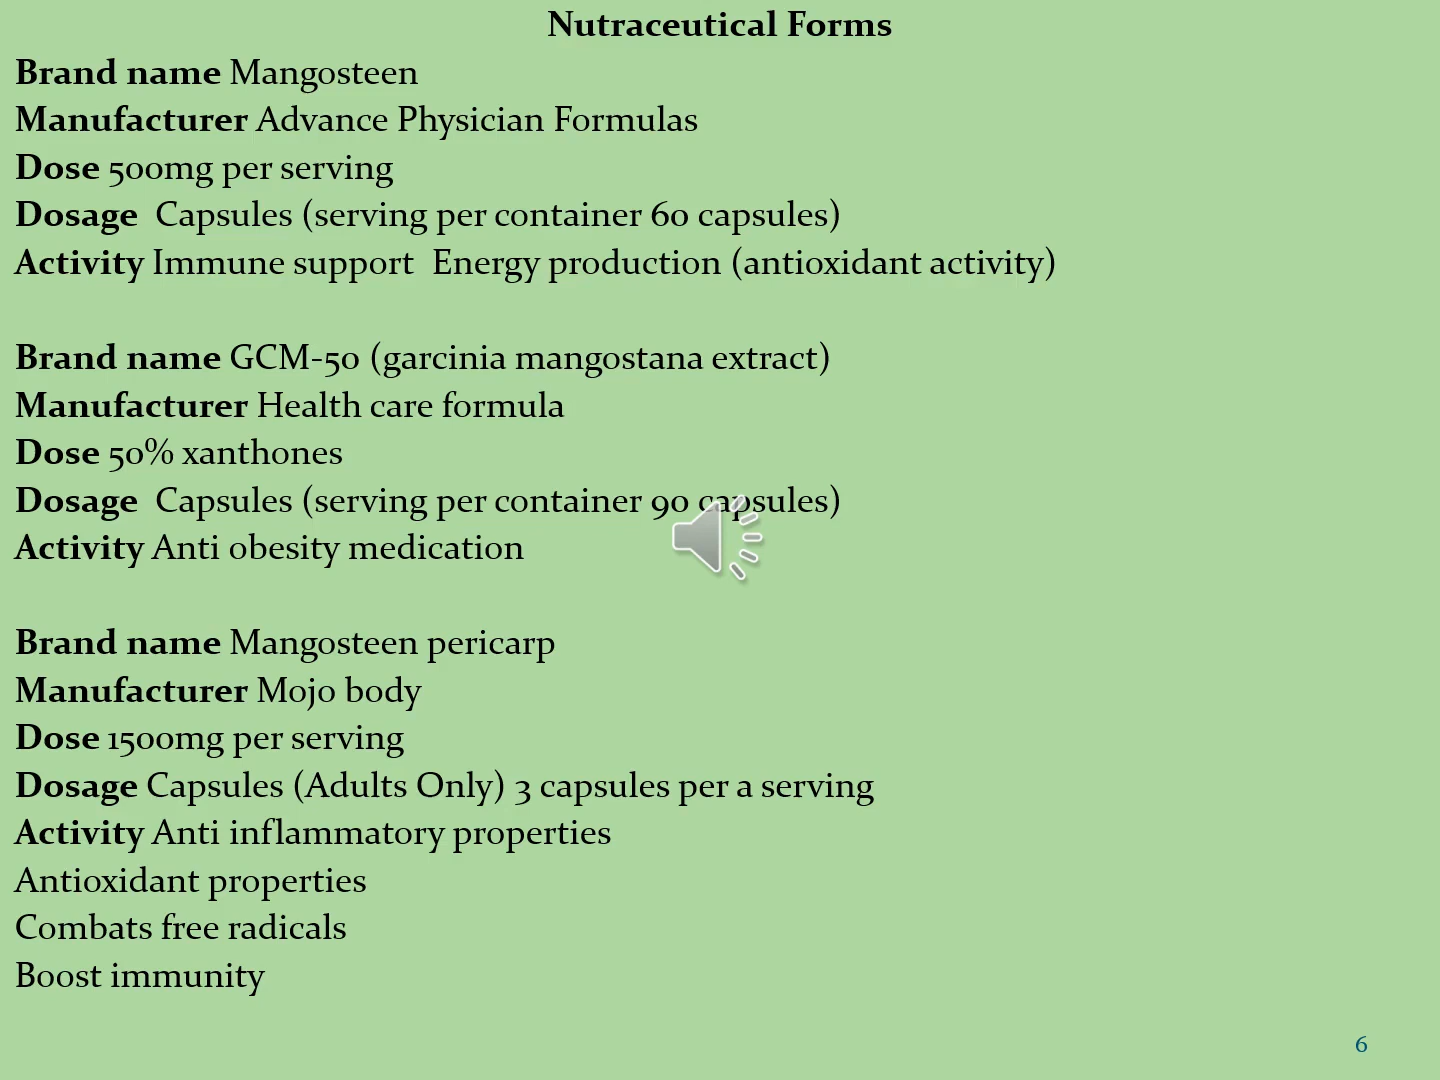 Nutraceutical Forms
Brand name Mangosteen
Manufacturer Advance Physician Formulas
Dose 500mg per serving
Dosage  Capsules (serving per container 60 capsules)
Activity Immune support  Energy production (antioxidant activity)
Brand name GCM-50 (garcinia mangostana extract)
Manufacturer Health care formula
Dose 50% xanthones
Dosage  Capsules (serving per container 90 capsules)
Activity Anti obesity medication
Brand name Mangosteen pericarp
Manufacturer Mojo body
Dose 1500mg per serving
Dosage Capsules (Adults Only) 3 capsules per a serving
Activity Anti inflammatory properties
Antioxidant properties
Combats free radicals
Boost immunity
6